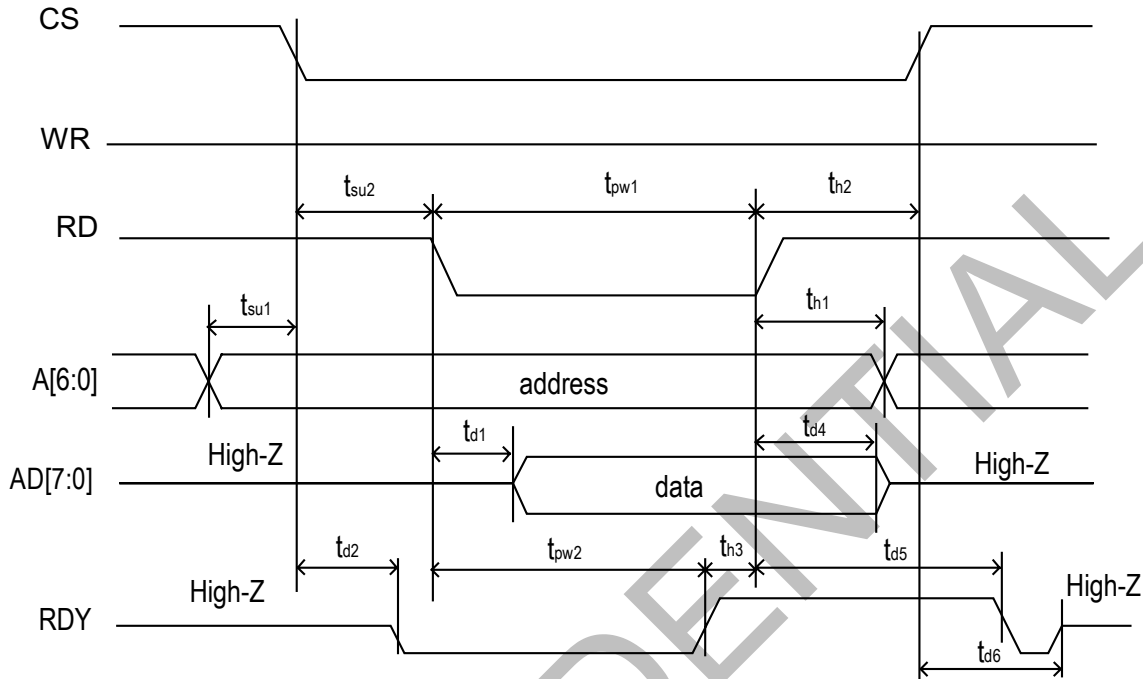 CS
WR
tsu2 tpw1 th2
RD
tsu1 th1
A[6:0] address
High-Z td1 td4 High-Z
AD[7:0] data
td2 tpw2 th3 td5
High-Z High-Z
RDY
td6
DENTIAL